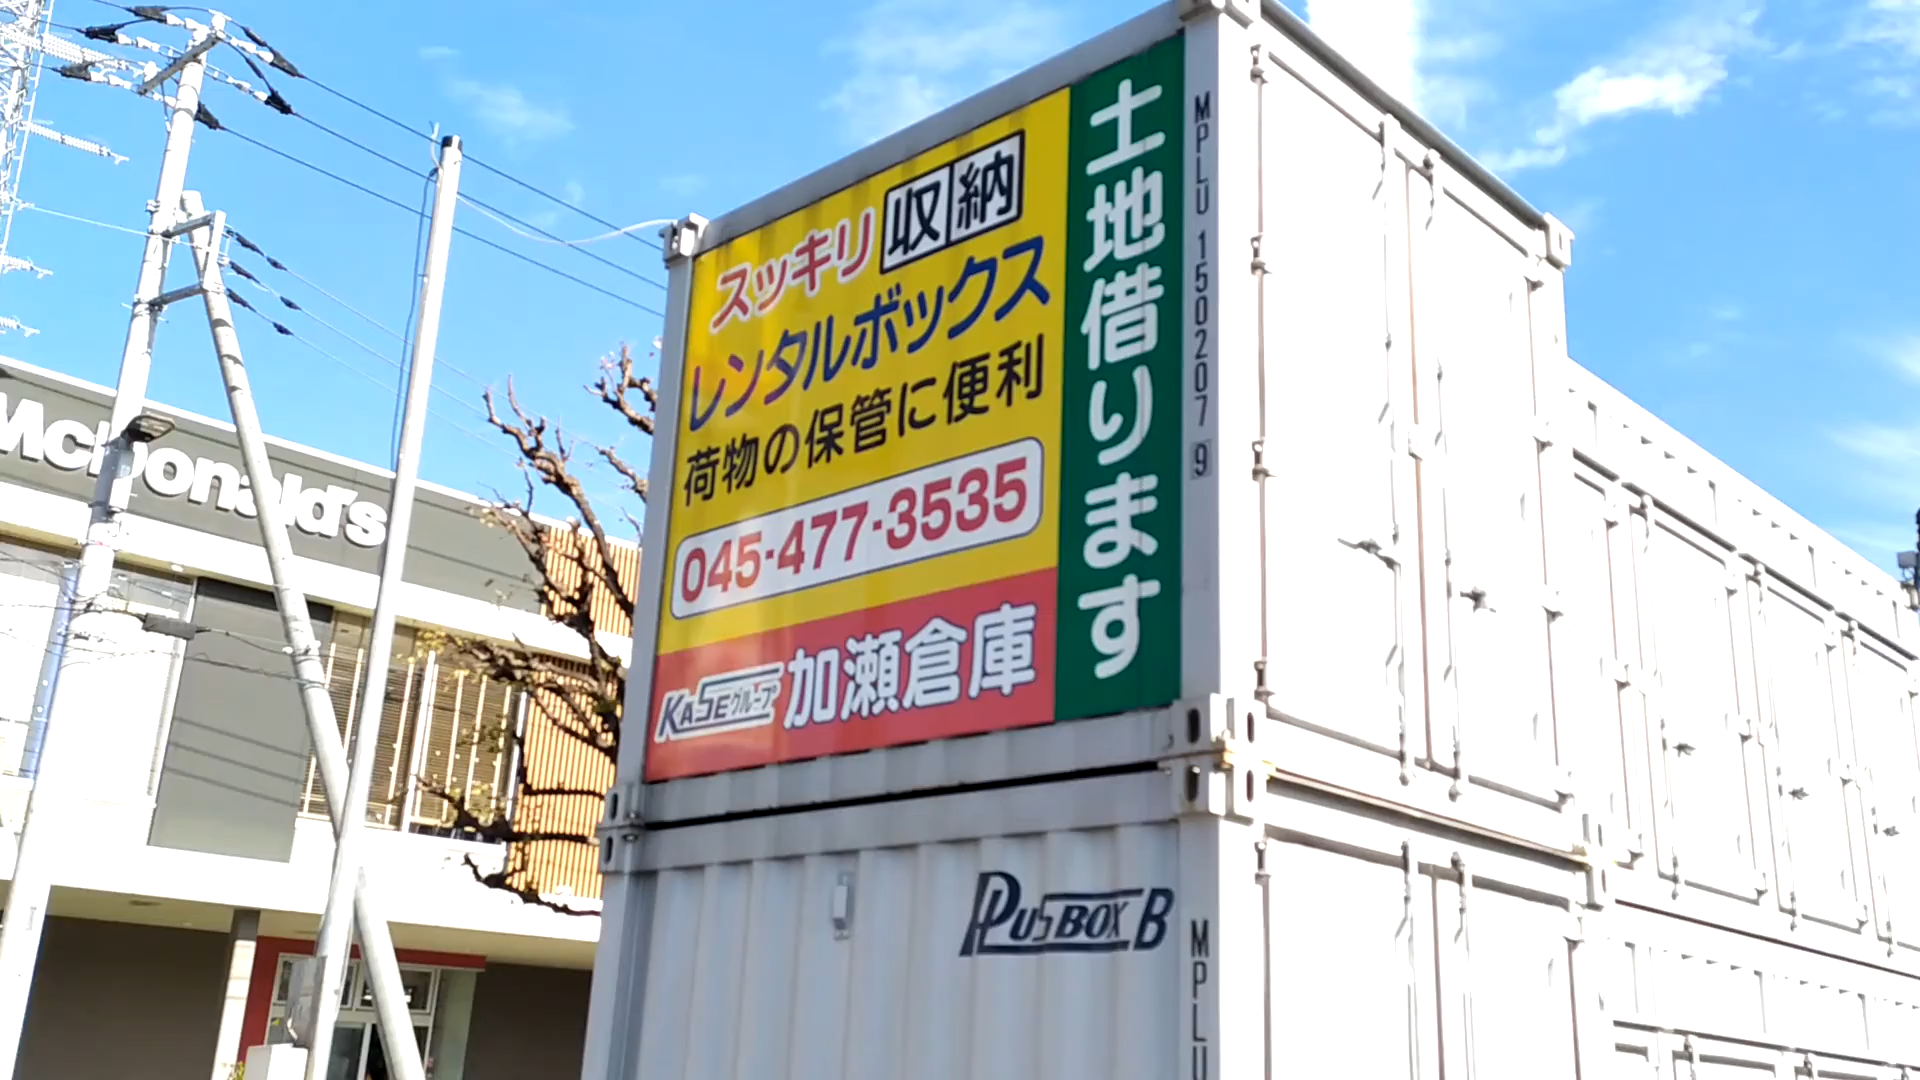 McDonald's
スッキリ収納
レンタルボックス
荷物の保管に便利
045-477-3535
KASEグループ 加瀬倉庫
土地借ります
MPLU 150207 9
PLUSBOX B
MPLU